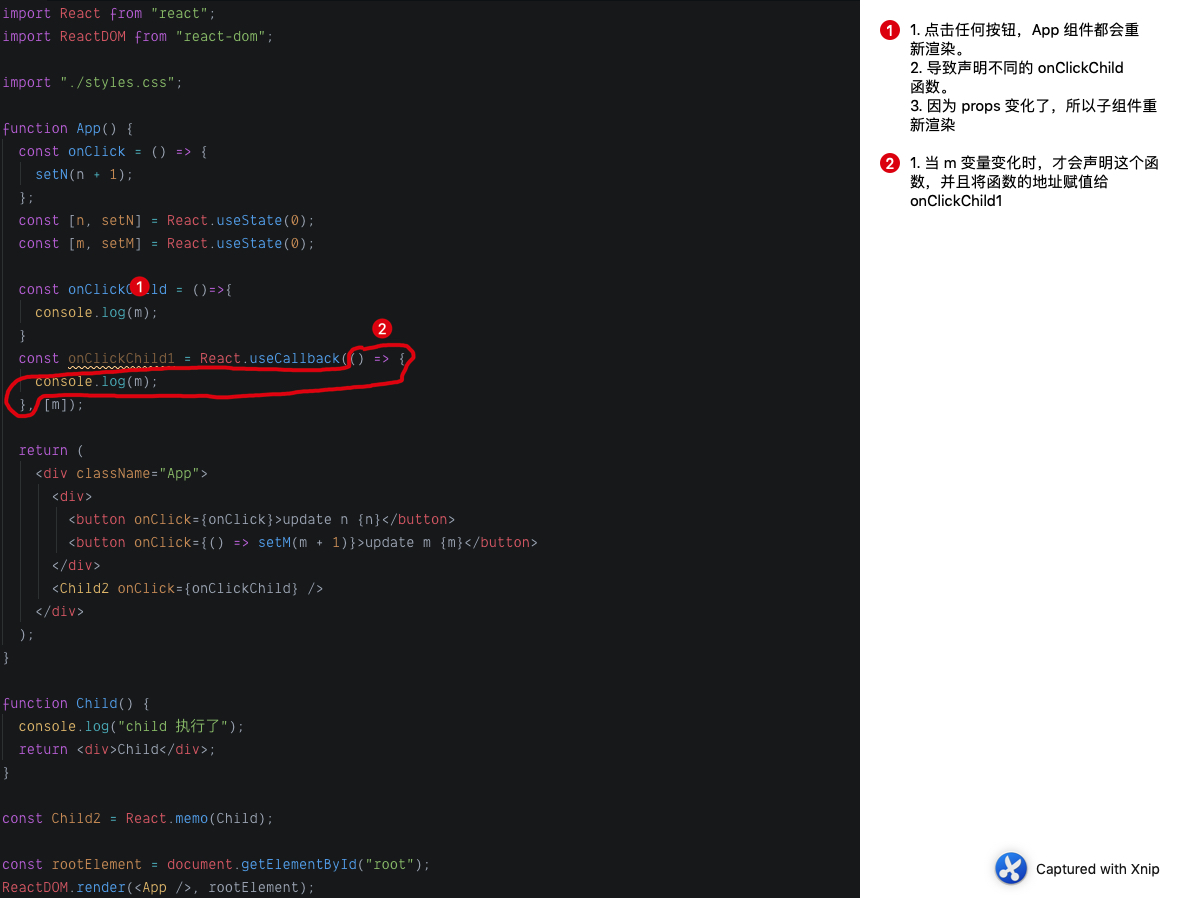 import React from "react";
import ReactDOM from "react-dom";
import "./styles.css";
function App() {
const onClick = () => {
setN(n + 1);
};
const [n, setN] = React.useState(0);
const [m, setM] = React.useState(0);
const onClickC1ld = ()=>{
console.log(m);
}
2
const onClickChild1 = React.useCallback(() => {
console.log(m);
}, [m]);
return (
<div className="App">
<div>
<button onClick={onClick}>update n {n}</button>
<button onClick={() => setM(m + 1)}>update m {m}</button>
</div>
<Child2 onClick={onClickChild} />
</div>
);
}
function Child() {
console.log("child 执行了");
return <div>Child</div>;
}
const Child2 = React.memo(Child);
const rootElement = document.getElementById("root");
ReactDOM.render(<App />, rootElement);
1 1. 点击任何按钮，App 组件都会重
新渲染。
2. 导致声明不同的 onClickChild
函数。
3. 因为 props 变化了，所以子组件重
新渲染
2 1. 当 m 变量变化时，才会声明这个函
数，并且将函数的地址赋值给
onClickChild1
Captured with Xnip